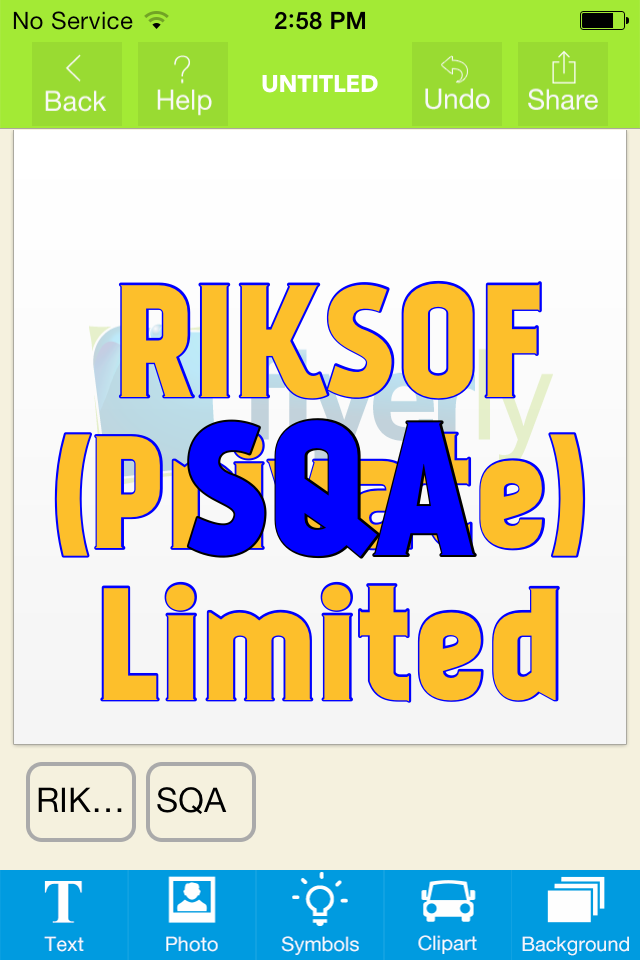 No Service 2:58 PM
Back Help UNTITLED Undo Share
RIKSOF
flyerly
(Private)
SQA
Limited
RIK... SQA
Text Photo Symbols Clipart Background